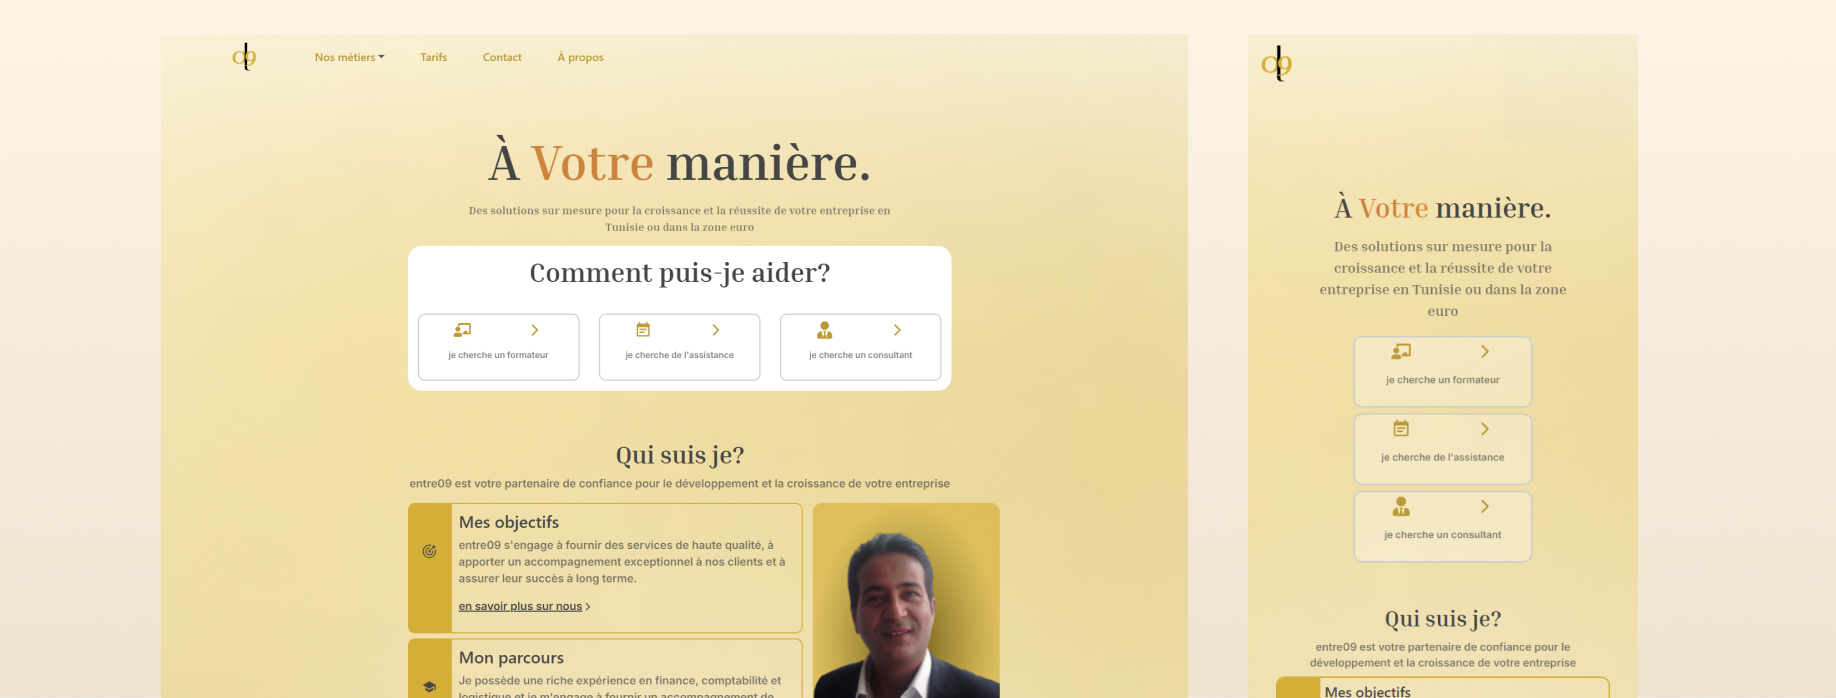 09
Nos métiers
Tarifs
Contact
À propos
À Votre manière.
Des solutions sur mesure pour la croissance et la réussite de votre entreprise en
Tunisie ou dans la zone euro
Comment puis-je aider?
je cherche un formateur
je cherche de l'assistance
je cherche un consultant
Qui suis je?
entre09 est votre partenaire de confiance pour le développement et la croissance de votre entreprise
Mes objectifs
entre09 s'engage à fournir des services de haute qualité, à
apporter un accompagnement exceptionnel à nos clients et à
assurer leur succès à long terme.
en savoir plus sur nous
Mon parcours
Je possède une riche expérience en finance, comptabilité et
logistique et je m'engage à fournir un accompagnement de
09
À Votre manière.
Des solutions sur mesure pour la
croissance et la réussite de votre
entreprise en Tunisie ou dans la zone
euro
je cherche un formateur
je cherche de l'assistance
je cherche un consultant
Qui suis je?
entre09 est votre partenaire de confiance pour le
développement et la croissance de votre entreprise
Mes objectifs